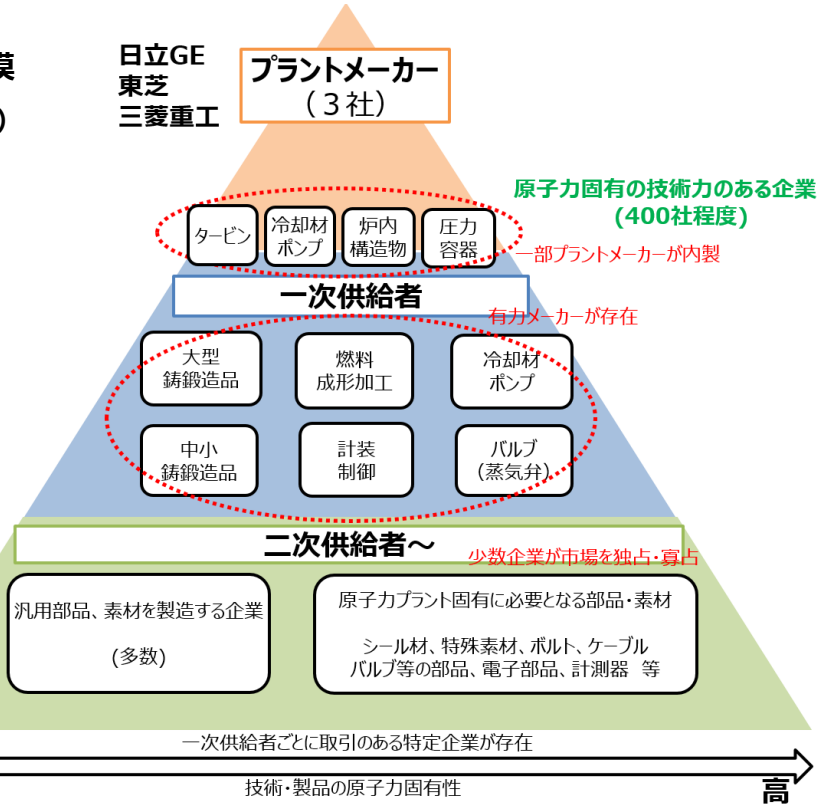 模
)
日立GE
東芝
三菱重工
プラントメーカー
(3社)
原子力固有の技術力のある企業
(400社程度)
タービン
冷却材
ポンプ
炉内
構造物
圧力
容器
一部プラントメーカーが内製
一次供給者
有力メーカーが存在
大型
鋳鍛造品
燃料
成形加工
冷却材
ポンプ
中小
鋳鍛造品
計装
制御
バルブ
(蒸気弁)
二次供給者～
少数企業が市場を独占・寡占
汎用部品、素材を製造する企業
(多数)
原子力プラント固有に必要となる部品・素材
シール材、特殊素材、ボルト、ケーブル
バルブ等の部品、電子部品、計測器 等
一次供給者ごとに取引のある特定企業が存在
技術・製品の原子力固有性
高